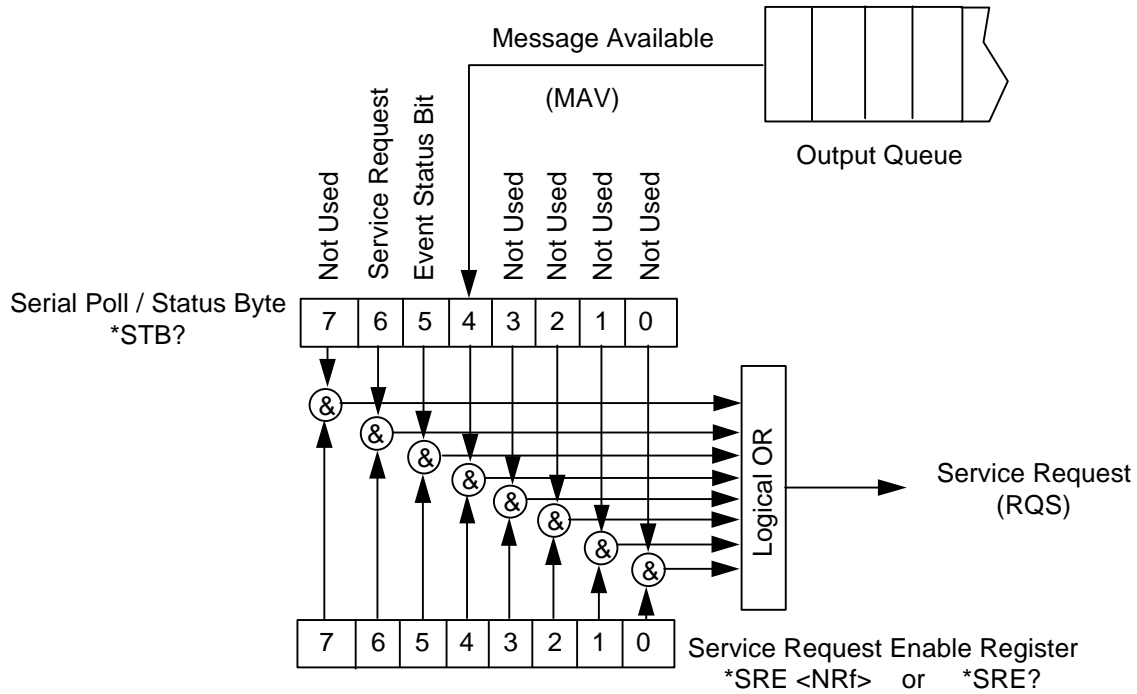 Message Available
(MAV)
Output Queue
Not Used
Service Request
Event Status Bit
Not Used
Not Used
Not Used
Not Used
Serial Poll / Status Byte
*STB?
7 6 5 4 3 2 1 0
&
&
&
&
&
&
&
&
Logical OR
Service Request
(RQS)
7 6 5 4 3 2 1 0
Service Request Enable Register
*SRE <NRf> or *SRE?